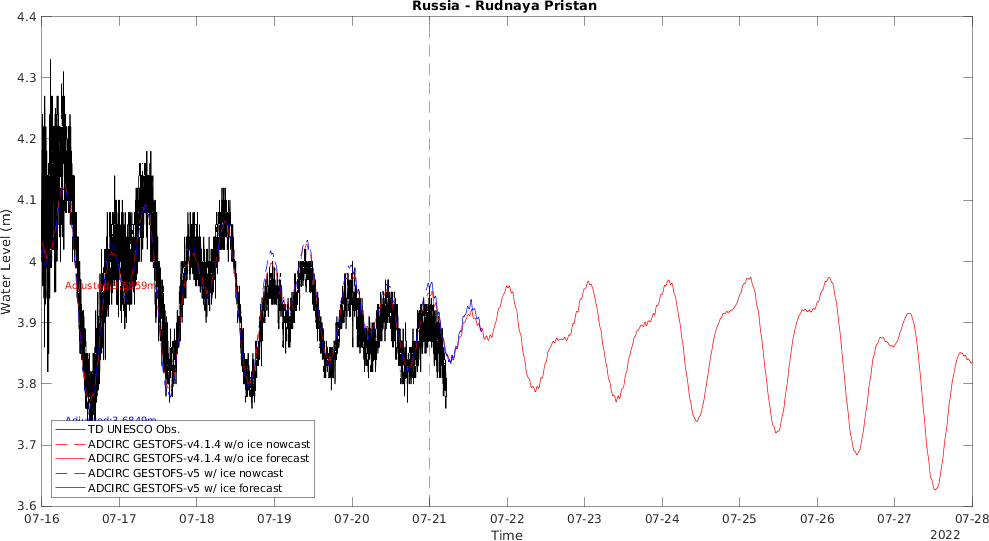 Russia - Rudnaya Pristan
4.4
4.3
4.2
4.1
4
3.9
3.8
3.7
3.6
Water Level (m)
Adjusted:3.6849m
TD UNESCO Obs.
ADCIRC GESTOFS-v4.1.4 w/o ice nowcast
ADCIRC GESTOFS-v4.1.4 w/o ice forecast
ADCIRC GESTOFS-v5 w/ ice nowcast
ADCIRC GESTOFS-v5 w/ ice forecast
07-16 07-17 07-18 07-19 07-20 07-21 07-22 07-23 07-24 07-25 07-26 07-27 07-28
Time
2022